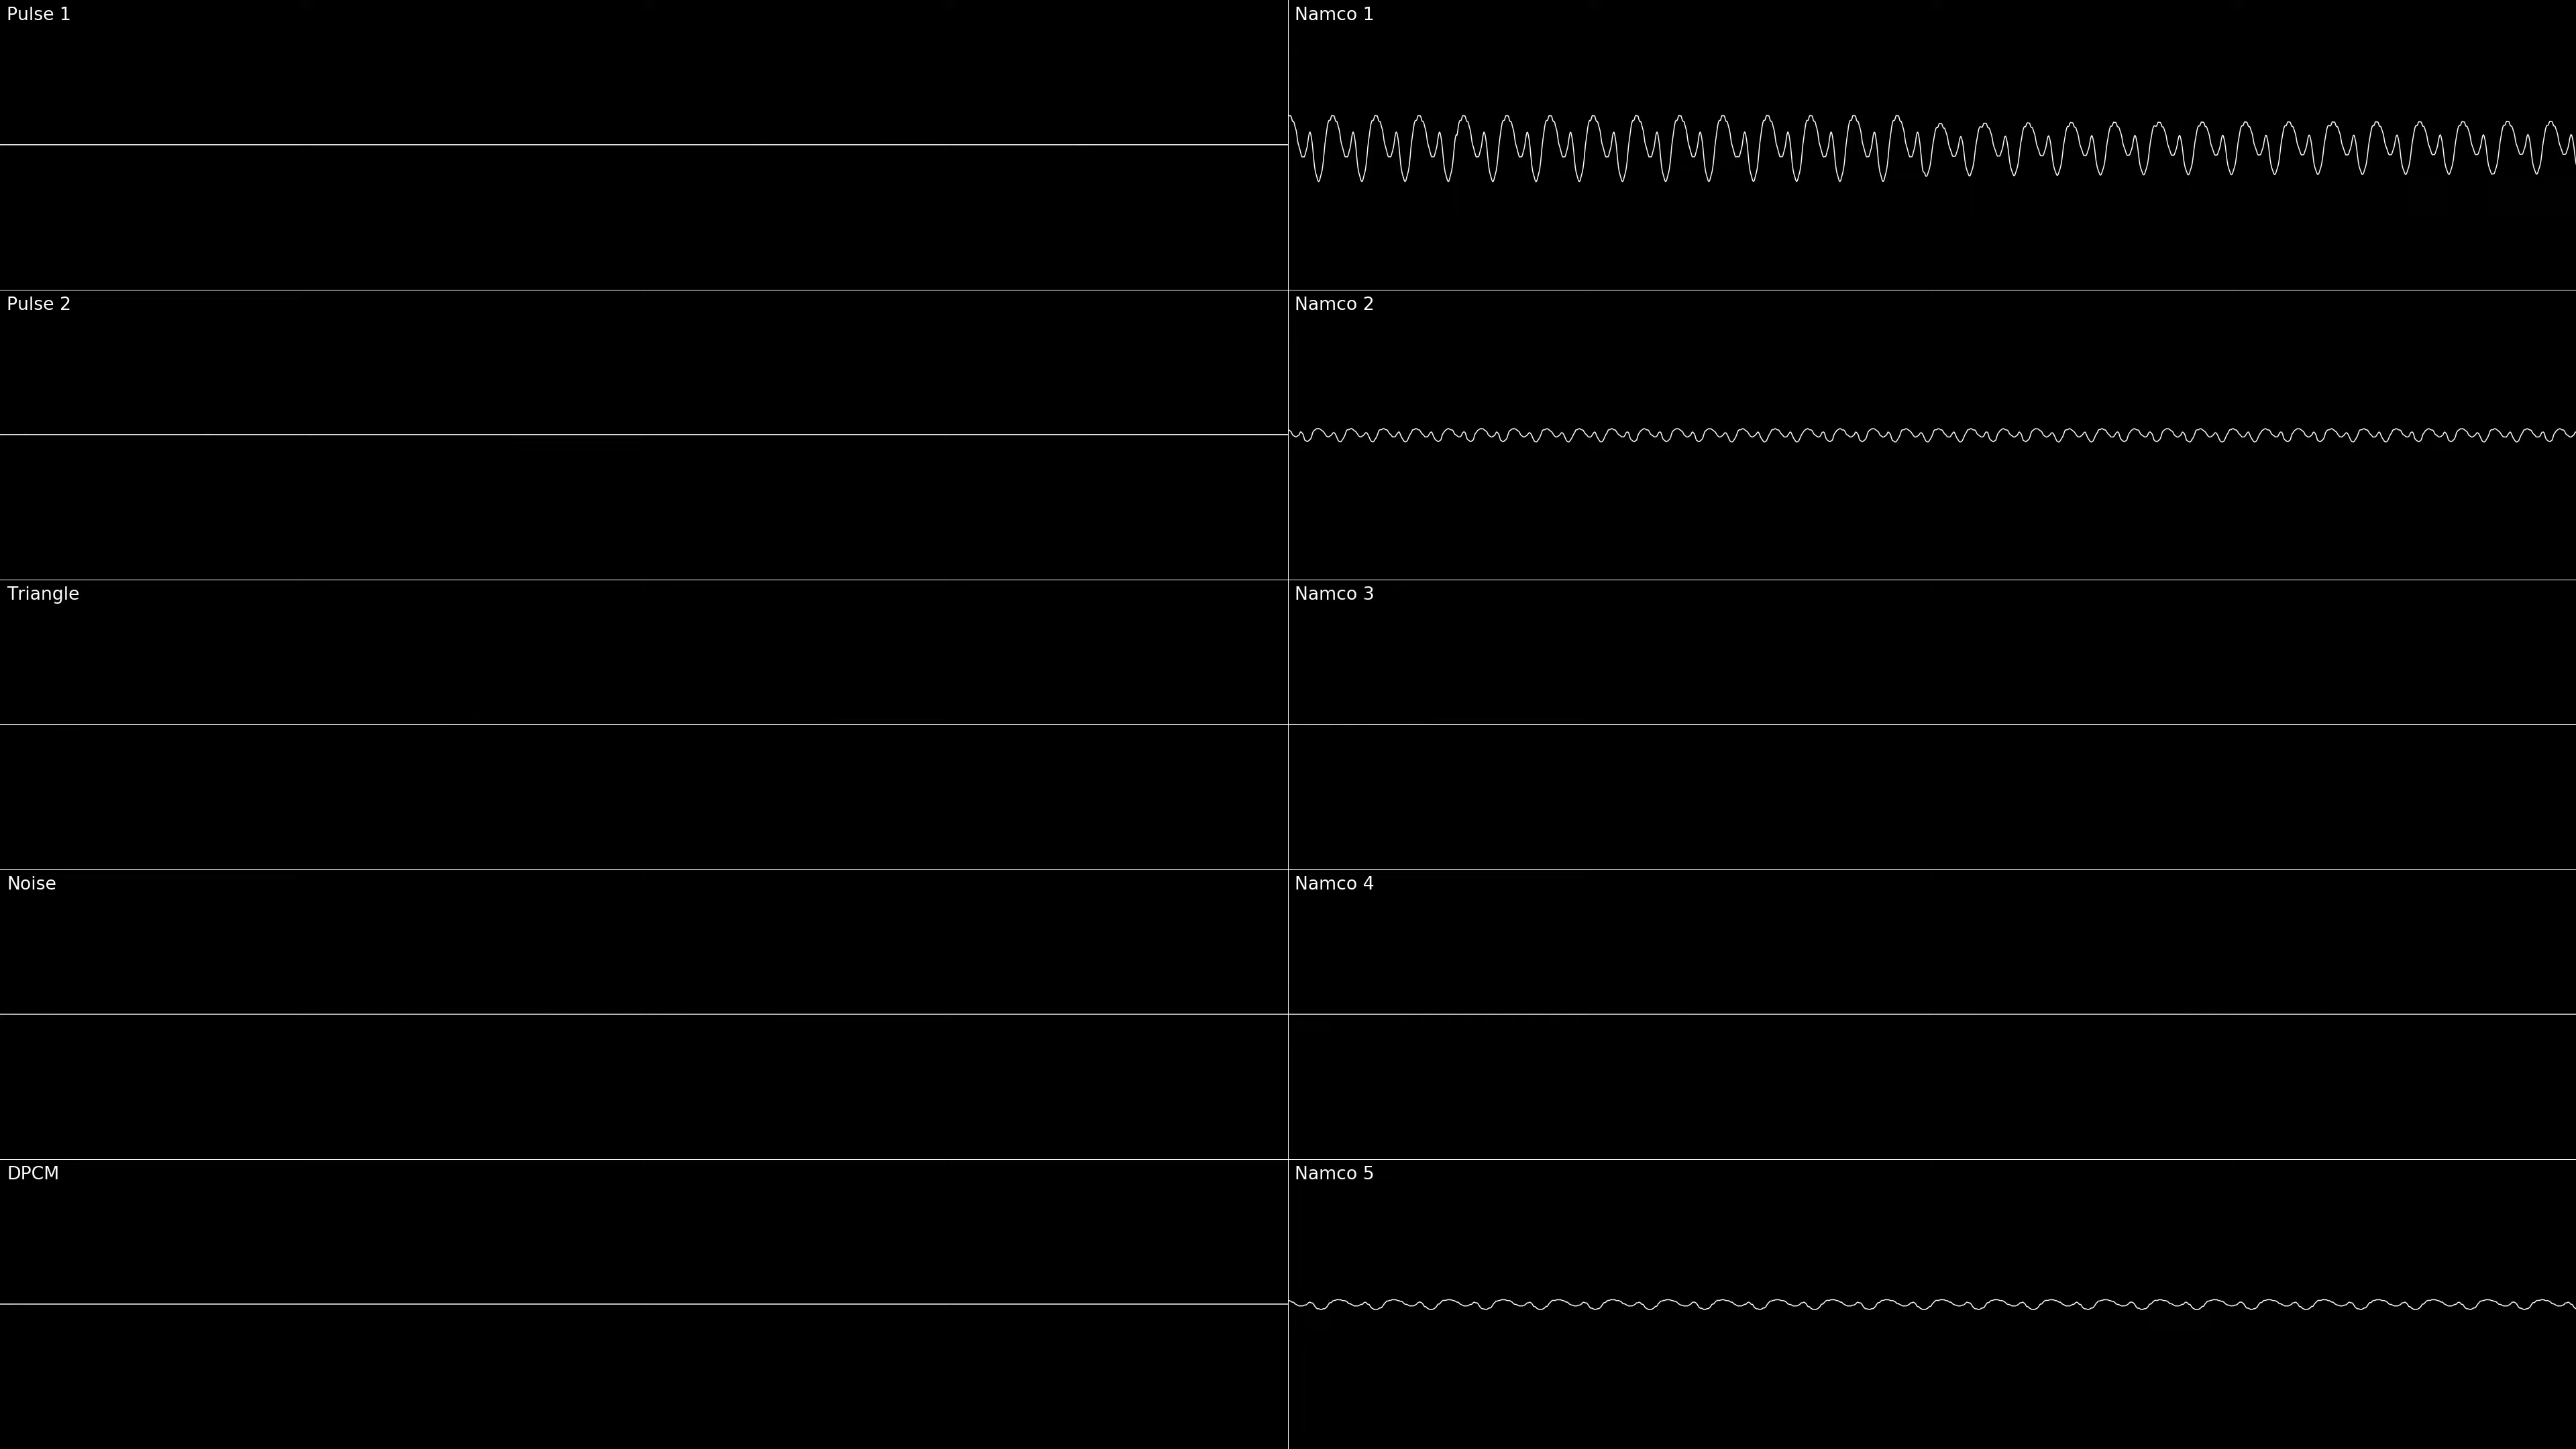 Pulse 1
Namco 1
Pulse 2
Namco 2
Triangle
Namco 3
Noise
Namco 4
DPCM
Namco 5